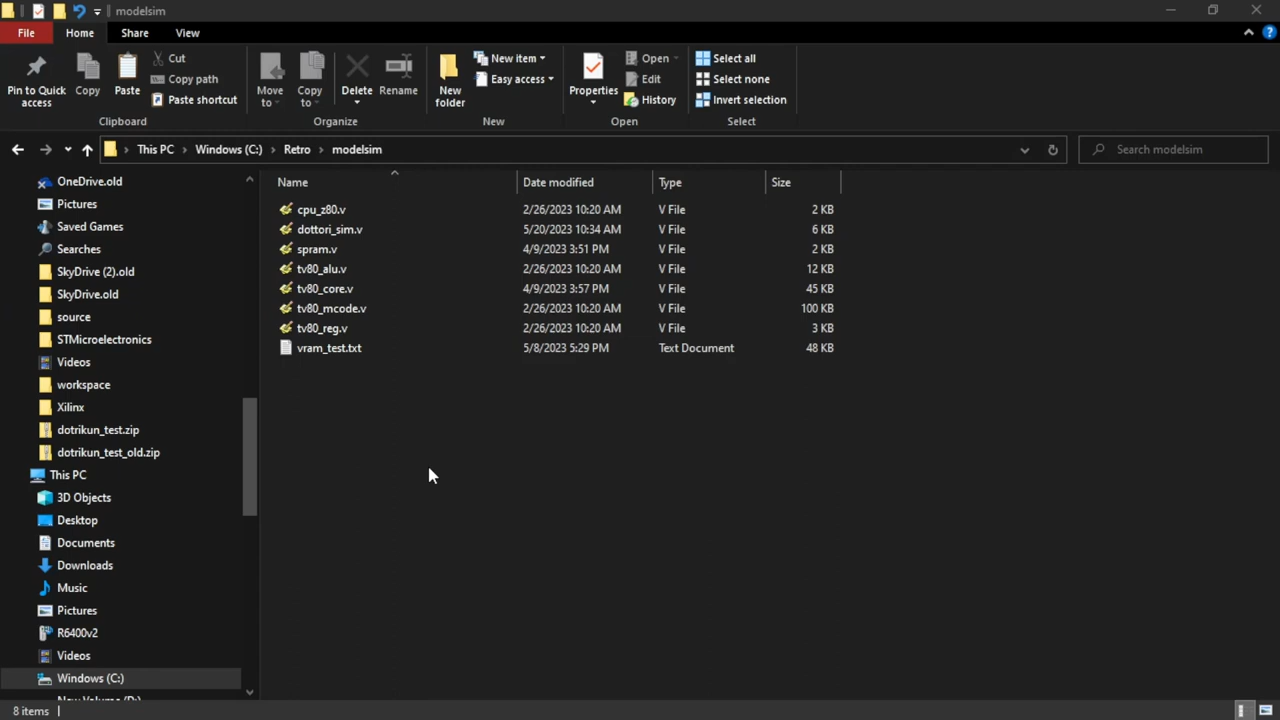 modelsim
File Home Share View
Pin to Quick access
Copy
Paste
Cut
Copy path
Paste shortcut
Clipboard
Move to
Copy to
Delete
Rename
Organize
New folder
New item
Easy access
New
Properties
Open
Edit
History
Open
Select all
Select none
Invert selection
Select
This PC Windows (C:) Retro modelsim
Search modelsim
OneDrive.old
Pictures
Saved Games
Searches
SkyDrive (2).old
SkyDrive.old
source
STMicroelectronics
Videos
workspace
Xilinx
dotrikun_test.zip
dotrikun_test_old.zip
This PC
3D Objects
Desktop
Documents
Downloads
Music
Pictures
R6400v2
Videos
Windows (C:)
New Volume (D:)
Name Date modified Type Size
cpu_z80.v 2/26/2023 10:20 AM V File 2 KB
dottori_sim.v 5/20/2023 10:34 AM V File 6 KB
spram.v 4/9/2023 3:51 PM V File 2 KB
tv80_alu.v 2/26/2023 10:20 AM V File 12 KB
tv80_core.v 4/9/2023 3:57 PM V File 45 KB
tv80_mcode.v 2/26/2023 10:20 AM V File 100 KB
tv80_reg.v 2/26/2023 10:20 AM V File 3 KB
vram_test.txt 5/8/2023 5:29 PM Text Document 48 KB
8 items